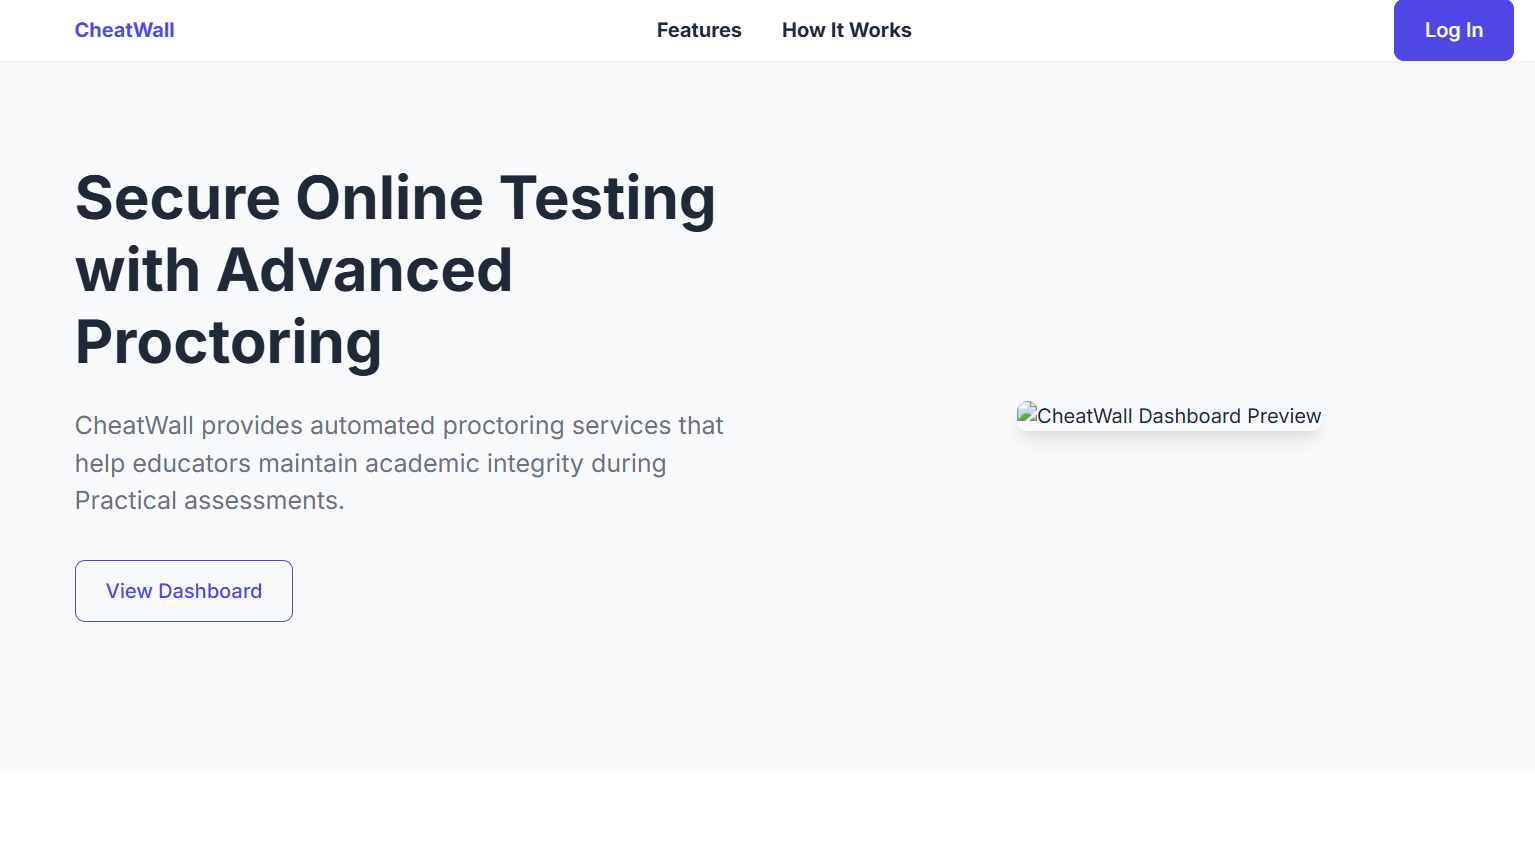 CheatWall
Features
How It Works
Log In
Secure Online Testing
with Advanced
Proctoring
CheatWall provides automated proctoring services that
help educators maintain academic integrity during
Practical assessments.
View Dashboard
CheatWall Dashboard Preview